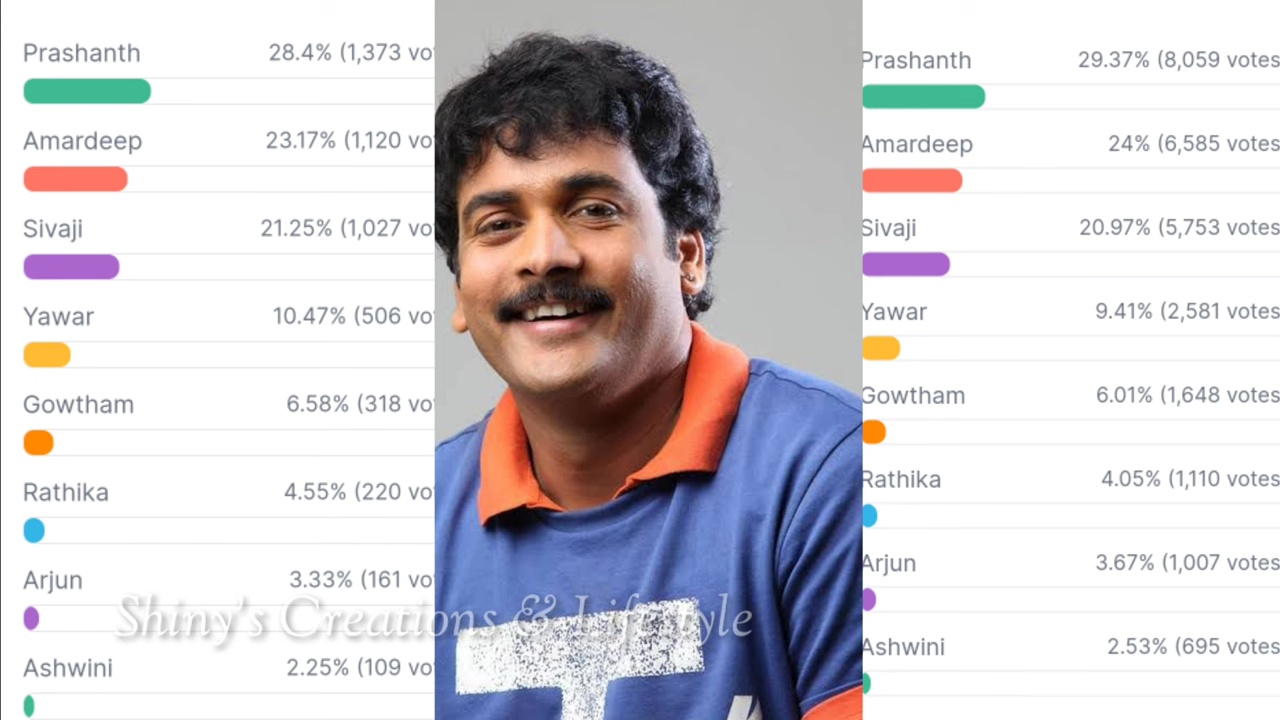 Prashanth 28.4% (1,373 vo
Amardeep 23.17% (1,120 vo
Sivaji 21.25% (1,027 vo
Yawar 10.47% (506 vo
Gowtham 6.58% (318 vo
Rathika 4.55% (220 vo
Arjun 3.33% (161 vo
Ashwini 2.25% (109 vo
Shiny's Creations & Lifestyle
T
Prashanth 29.37% (8,059 votes
Amardeep 24% (6,585 votes
Sivaji 20.97% (5,753 votes
Yawar 9.41% (2,581 votes
Gowtham 6.01% (1,648 votes
Rathika 4.05% (1,110 votes
Arjun 3.67% (1,007 votes
Ashwini 2.53% (695 votes